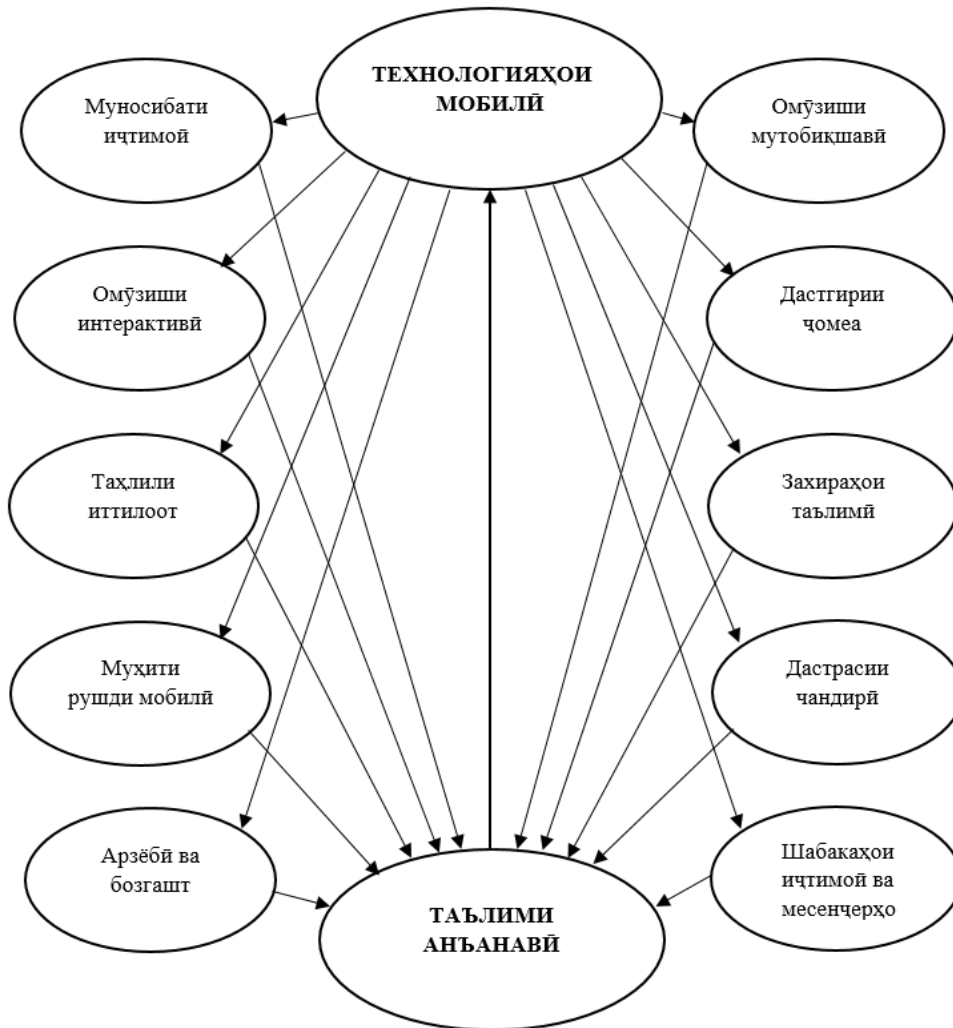 ТЕХНОЛОГИЯҲОИ
МОБИЛӢ
Муносибати
иҷтимоӣ
Омӯзиши
мутобиқшавӣ
Омӯзиши
интерактивӣ
Дастгирии
ҷомеа
Таҳлили
иттилоот
Захираҳои
таълимӣ
Муҳити
рушди мобилӣ
Дастрасии
чандирӣ
Арзёбӣ ва
бозгашт
Шабакаҳои
иҷтимоӣ ва
месенҷерҳо
ТАЪЛИМИ
АНЪАНАВӢ